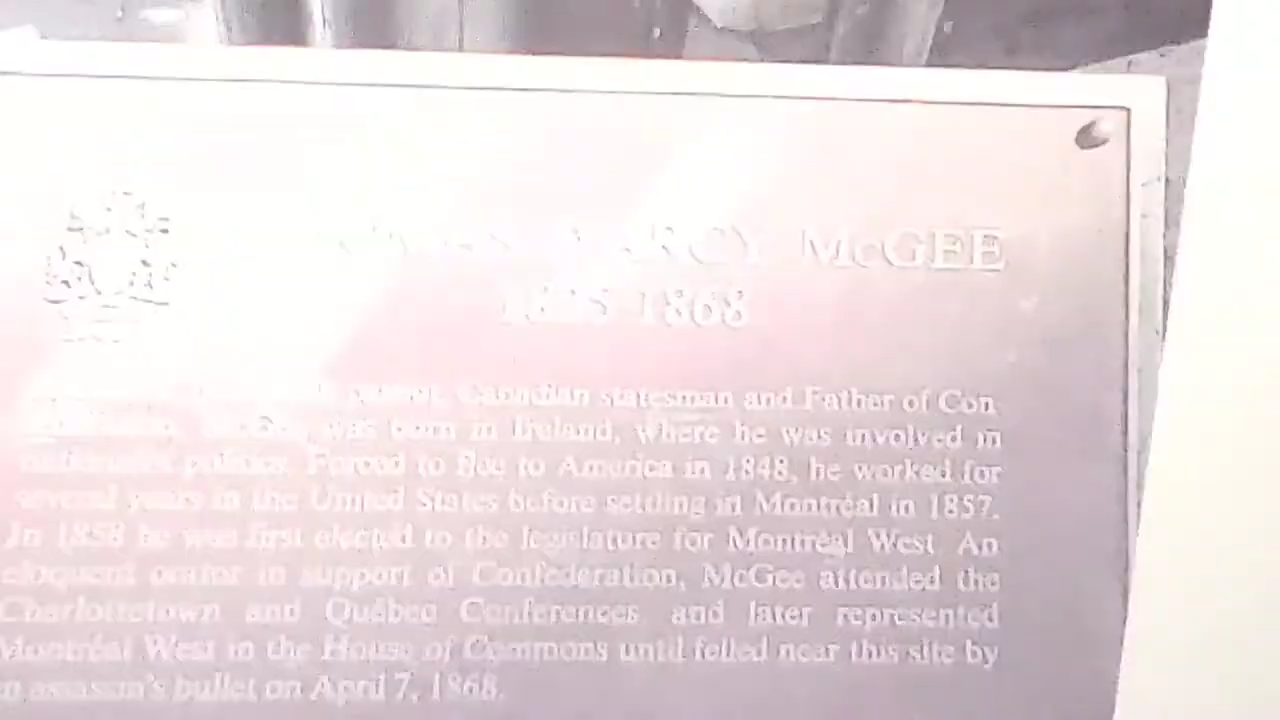 D'ARCY McGEE
1825-1868
Canadian statesman and Father of Con
was born in Ireland, where he was involved in
nationalist politics. Forced to flee to America in 1848, he worked for
several years in the United States before settling in Montréal in 1857.
In 1858 he was first elected to the legislature for Montréal West. An
eloquent orator in support of Confederation, McGee attended the
Charlottetown and Québec Conferences, and later represented
Montréal West in the House of Commons until felled near this site by
assassin's bullet on April 7, 1868.